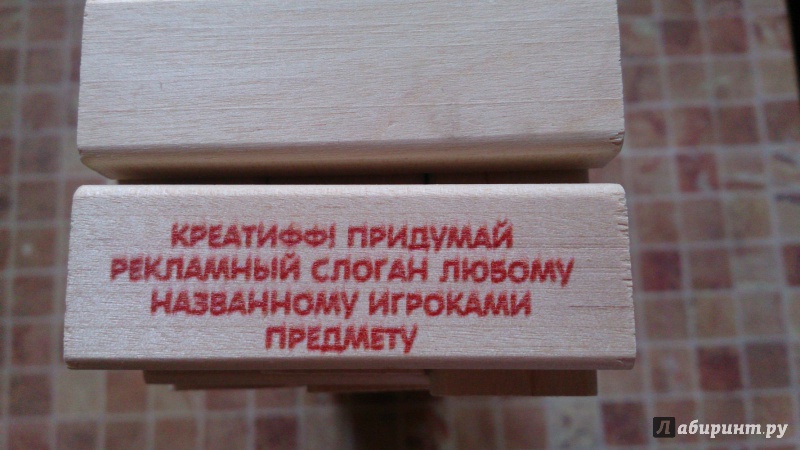 КРЕАТИФФ! ПРИДУМАЙ
РЕКЛАМНЫЙ СЛОГАН ЛЮБОМУ
НАЗВАННОМУ ИГРОКАМИ
ПРЕДМЕТУ
Лабиринт.ру